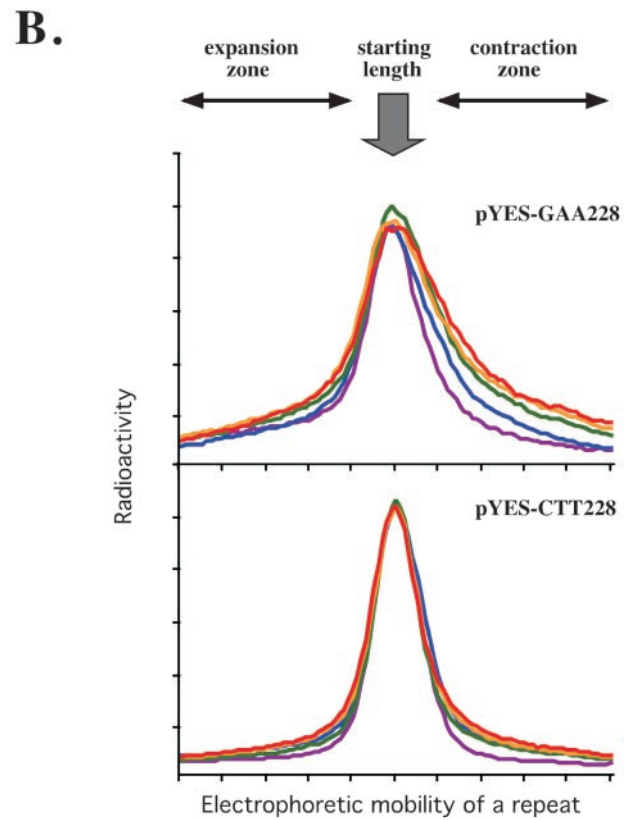 B.
expansion
zone
starting
length
contraction
zone
pYES-GAA228
Radioactivity
pYES-CTT228
Electrophoretic mobility of a repeat